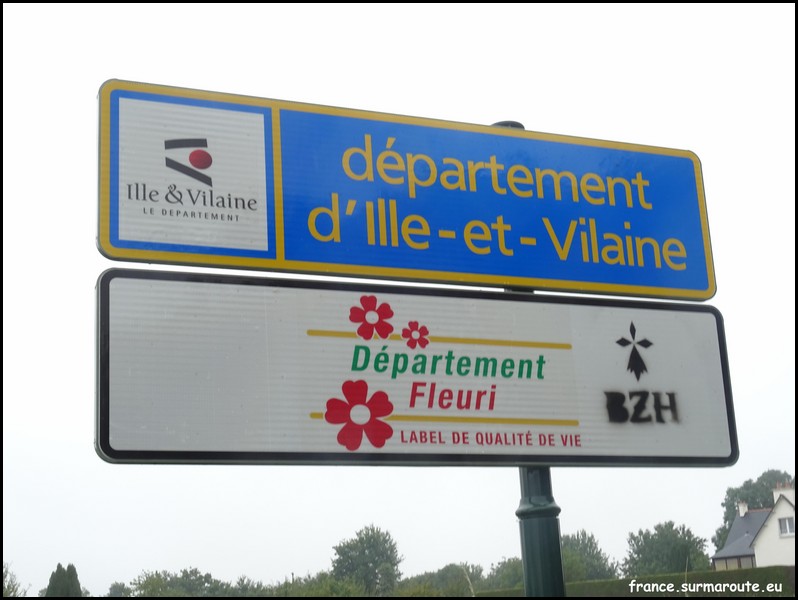 Ille & Vilaine
LE DEPARTEMENT
département
d'Ille-et-Vilaine
Département
Fleuri
LABEL DE QUALITÉ DE VIE
BZH
france.surmaroute.eu